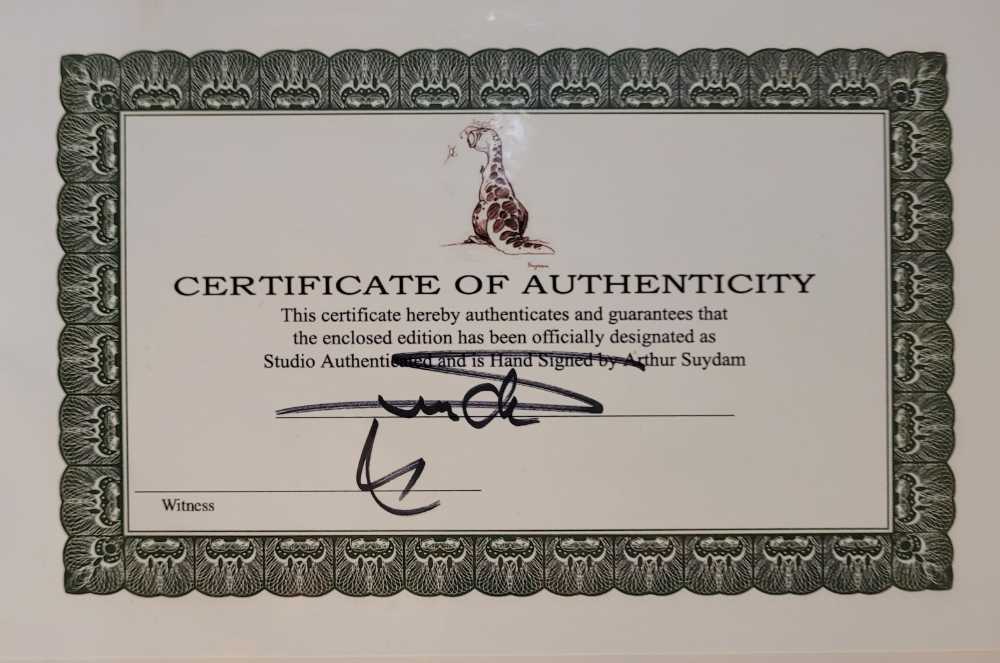 CERTIFICATE OF AUTHENTICITY
This certificate hereby authenticates and guarantees that
the enclosed edition has been officially designated as
Studio Authenticated and is Hand Signed by Arthur Suydam
Witness